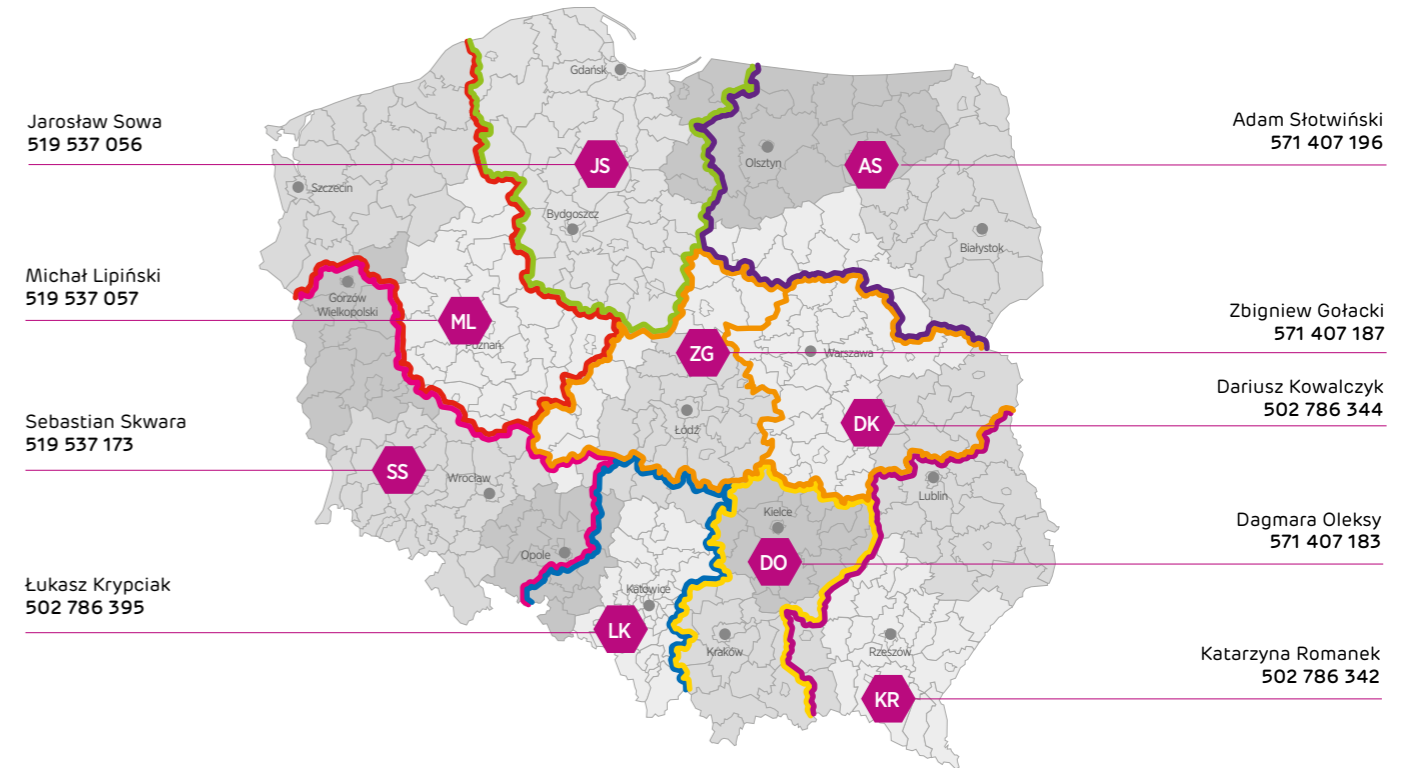 Jarosław Sowa
519 537 056
Michał Lipiński
519 537 057
Sebastian Skwara
519 537 173
Łukasz Krypciak
502 786 395
Gdańsk
JS
Olsztyn
AS
Szczecin
Bydgoszcz
Białystok
Gorzów
Wielkopolski
ML
Poznań
ZG
Warszawa
Łódź
DK
SS
Wrocław
Lublin
Kielce
Opole
DO
Katowice
LK
Kraków
Rzeszów
KR
Adam Słotwiński
571 407 196
Zbigniew Gołacki
571 407 187
Dariusz Kowalczyk
502 786 344
Dagmara Oleksy
571 407 183
Katarzyna Romanek
502 786 342